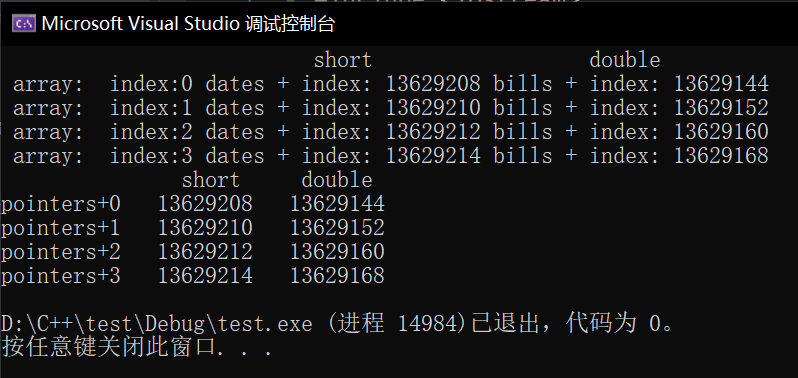 Microsoft Visual Studio 调试控制台
short double
array: index:0 dates + index: 13629208 bills + index: 13629144
array: index:1 dates + index: 13629210 bills + index: 13629152
array: index:2 dates + index: 13629212 bills + index: 13629160
array: index:3 dates + index: 13629214 bills + index: 13629168
short double
pointers+0 13629208 13629144
pointers+1 13629210 13629152
pointers+2 13629212 13629160
pointers+3 13629214 13629168
D:\C++\test\Debug\test.exe (进程 14984)已退出，代码为 0。
按任意键关闭此窗口. . .